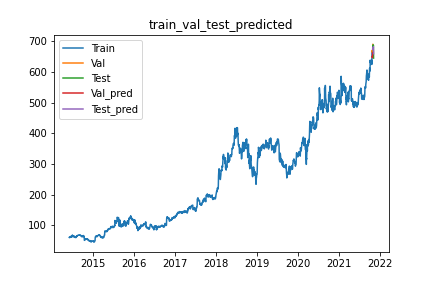 train_val_test_predicted
Train
Val
Test
Val_pred
Test_pred
700
600
500
400
300
200
100
2015 2016 2017 2018 2019 2020 2021 2022